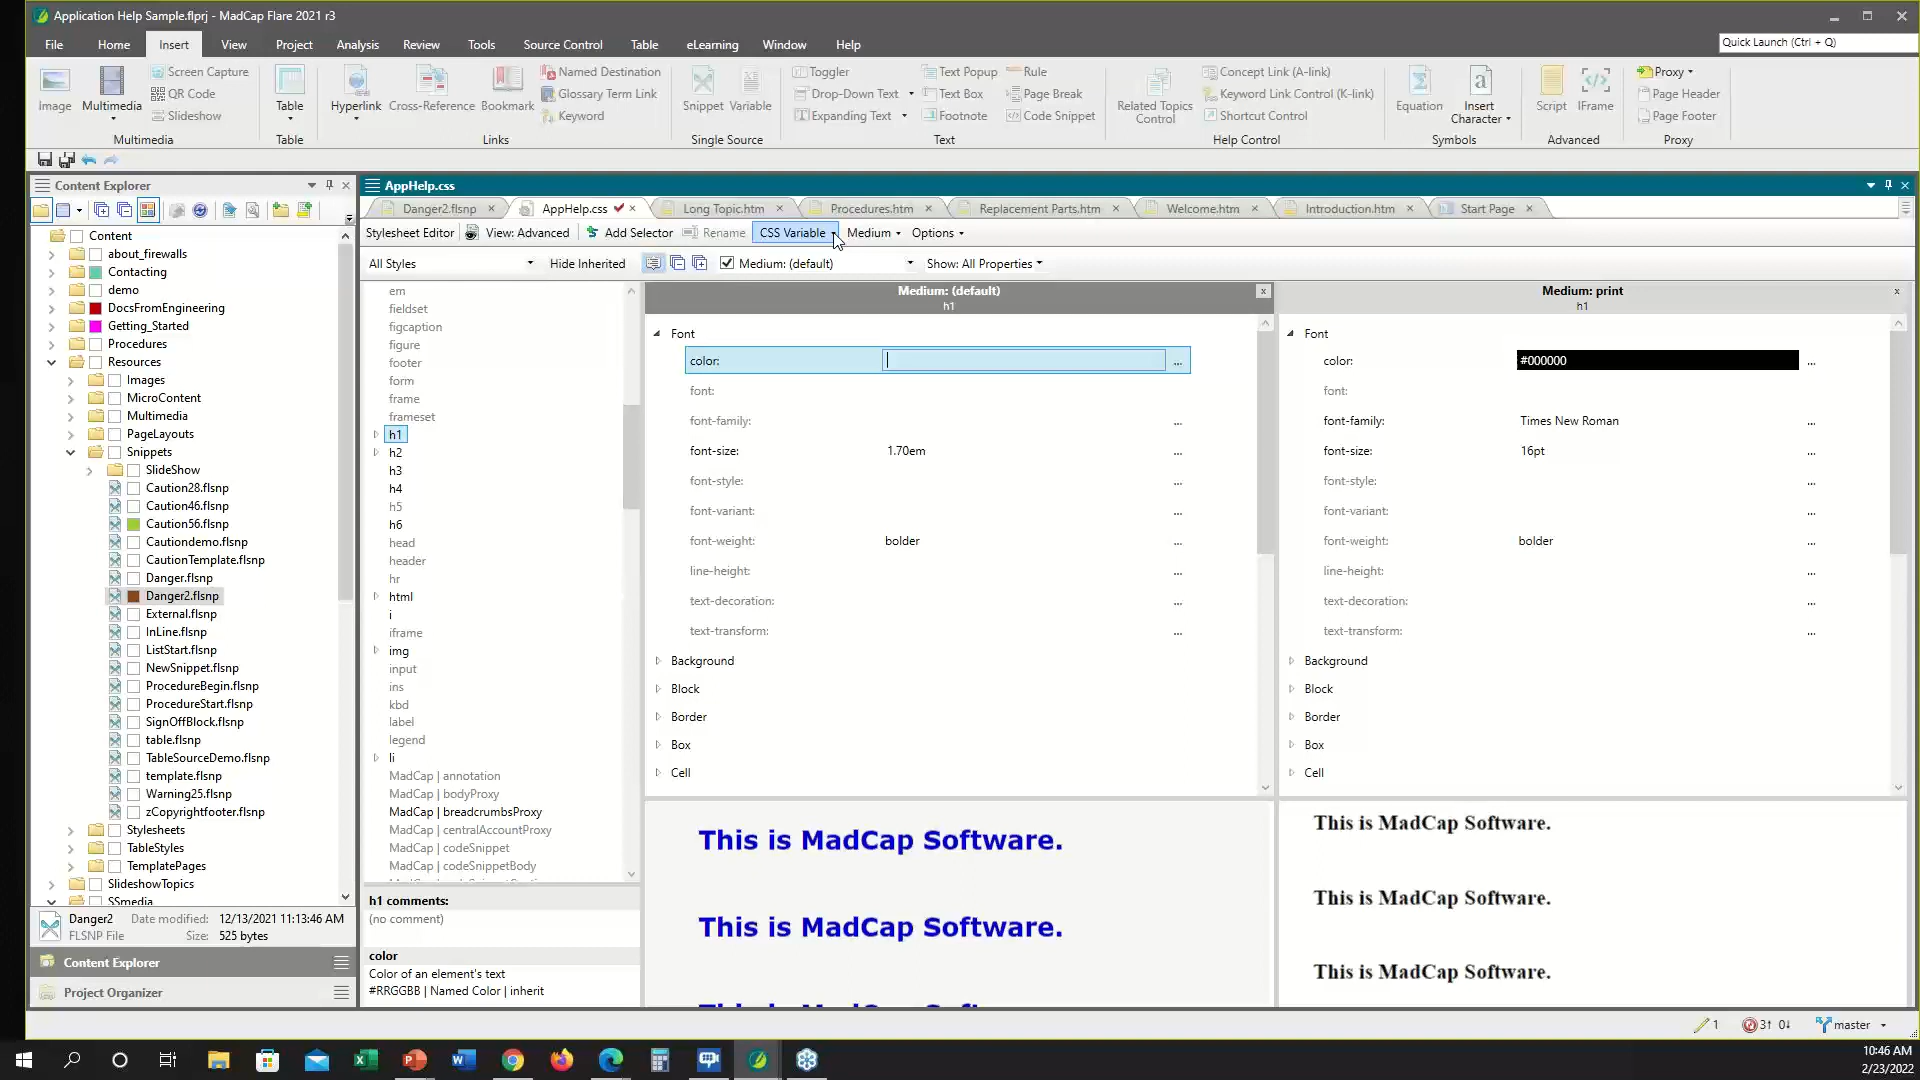 Application Help Sample.flprj - MadCap Flare 2021 r3
File Home Insert View Project Analysis Review Tools Source Control Table eLearning Window Help
Quick Launch (Ctrl + Q)
Image
Multimedia
Screen Capture
QR Code
Slideshow
Multimedia
Table
Table
Hyperlink
Cross-Reference
Bookmark
Named Destination
Glossary Term Link
Keyword
Links
Snippet
Variable
Single Source
Toggler
Drop-Down Text
Expanding Text
Text Popup
Text Box
Footnote
Rule
Page Break
Code Snippet
Text
Related Topics
Control
Concept Link (A-link)
Keyword Link Control (K-link)
Shortcut Control
Help Control
Equation
Insert
Character
Symbols
Script
IFrame
Advanced
Proxy
Page Header
Page Footer
Proxy
Content Explorer
Content
about_firewalls
Contacting
demo
DocsFromEngineering
Getting_Started
Procedures
Resources
Images
MicroContent
Multimedia
PageLayouts
Snippets
SlideShow
Caution28.flsnp
Caution46.flsnp
Caution56.flsnp
Cautiondemo.flsnp
CautionTemplate.flsnp
Danger.flsnp
Danger2.flsnp
External.flsnp
InLine.flsnp
ListStart.flsnp
NewSnippet.flsnp
ProcedureBegin.flsnp
ProcedureStart.flsnp
SignOffBlock.flsnp
table.flsnp
TableSourceDemo.flsnp
template.flsnp
Warning25.flsnp
zCopyrightfooter.flsnp
Stylesheets
TableStyles
TemplatePages
SlideshowTopics
SSmedia
Danger2 Date modified: 12/13/2021 11:13:46 AM
FLSNP File Size: 525 bytes
Content Explorer
Project Organizer
AppHelp.css
Danger2.flsnp AppHelp.css Long Topic.htm Procedures.htm Replacement Parts.htm Welcome.htm Introduction.htm Start Page
Stylesheet Editor View: Advanced Add Selector Rename CSS Variable Medium Options
All Styles Hide Inherited Medium: (default) Show: All Properties
em
fieldset
figcaption
figure
footer
form
frame
frameset
h1
h2
h3
h4
h5
h6
head
header
hr
html
i
iframe
img
input
ins
kbd
label
legend
li
MadCap | annotation
MadCap | bodyProxy
MadCap | breadcrumbsProxy
MadCap | centralAccountProxy
MadCap | codeSnippet
MadCap | codeSnippetBody
h1 comments:
(no comment)
color
Color of an element's text
#RRGGBB | Named Color | inherit
Medium: (default)
h1
Font
color: ...
font:
font-family: ...
font-size: 1.70em ...
font-style: ...
font-variant: ...
font-weight: bolder ...
line-height: ...
text-decoration: ...
text-transform: ...
Background
Block
Border
Box
Cell
This is MadCap Software.
This is MadCap Software.
Medium: print
h1
Font
color: #000000 ...
font:
font-family: Times New Roman ...
font-size: 16pt ...
font-style: ...
font-variant: ...
font-weight: bolder ...
line-height: ...
text-decoration: ...
text-transform: ...
Background
Block
Border
Box
Cell
This is MadCap Software.
This is MadCap Software.
This is MadCap Software.
1 3↑ 0↓ master
10:46 AM
2/23/2022